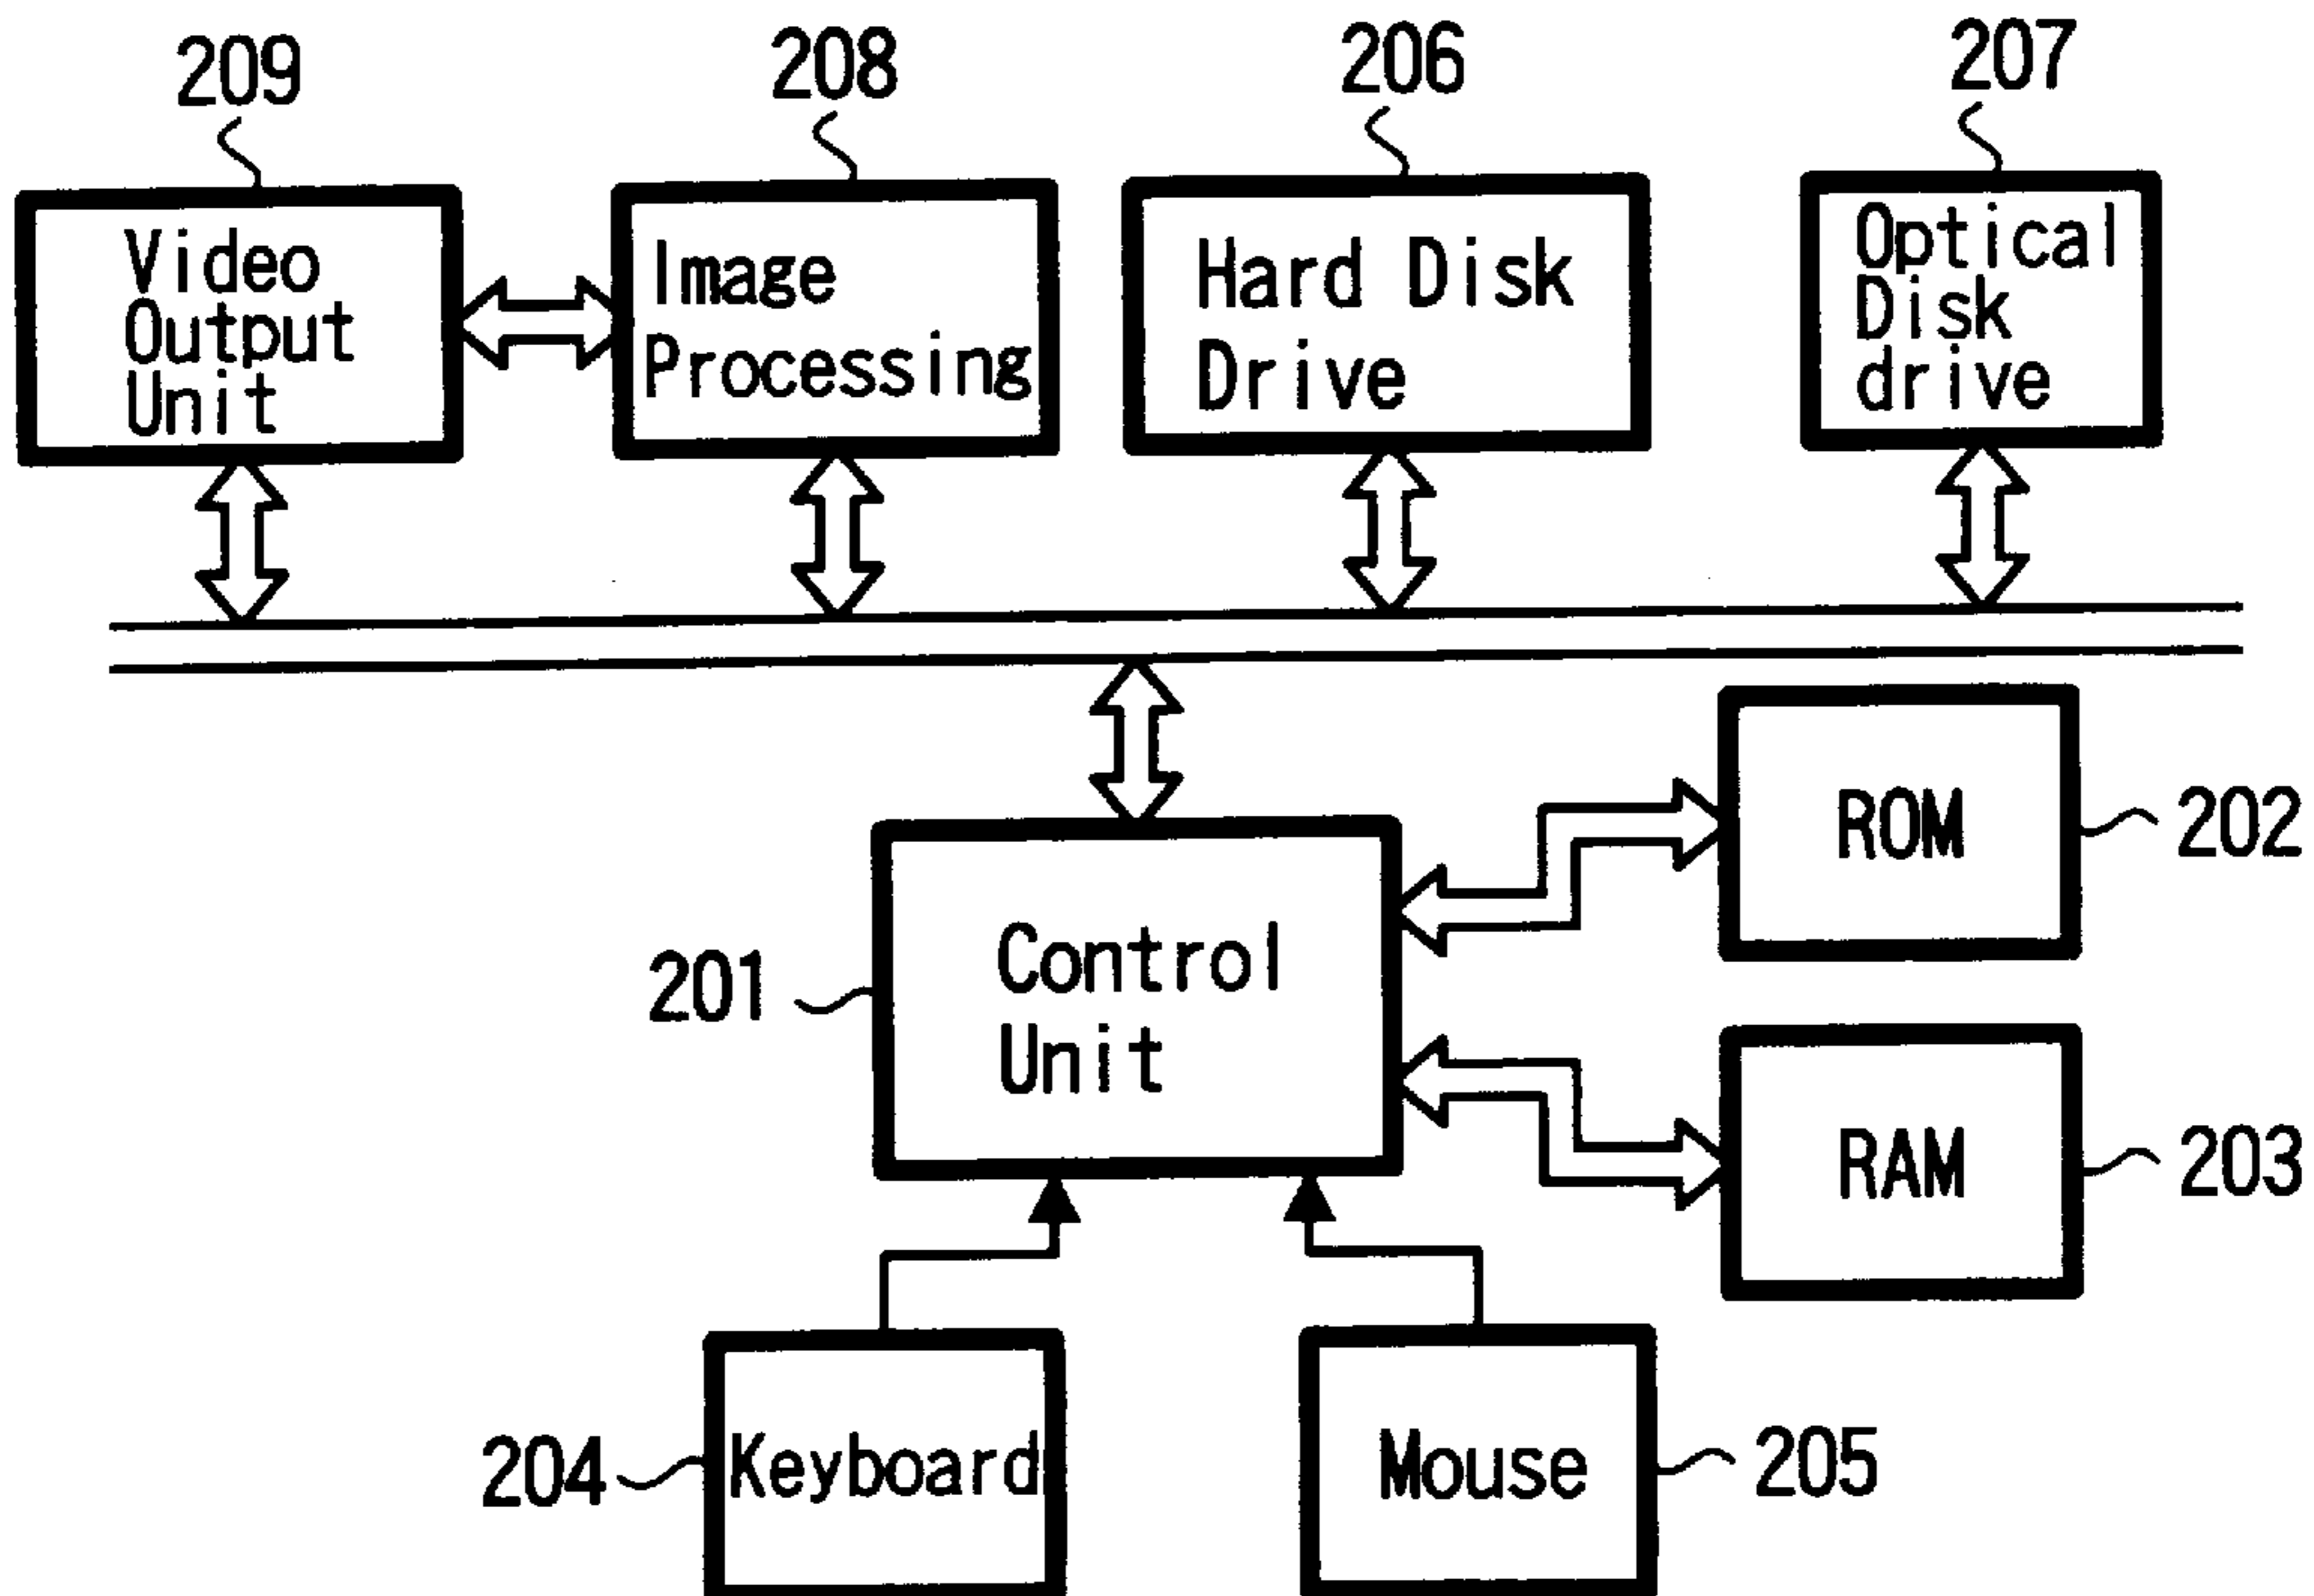 209
208
206
207
Video
Output
Unit
Image
Processing
Hard Disk
Drive
Optical
Disk
drive
ROM
202
201
Control
Unit
RAM
203
204
Keyboard
Mouse
205